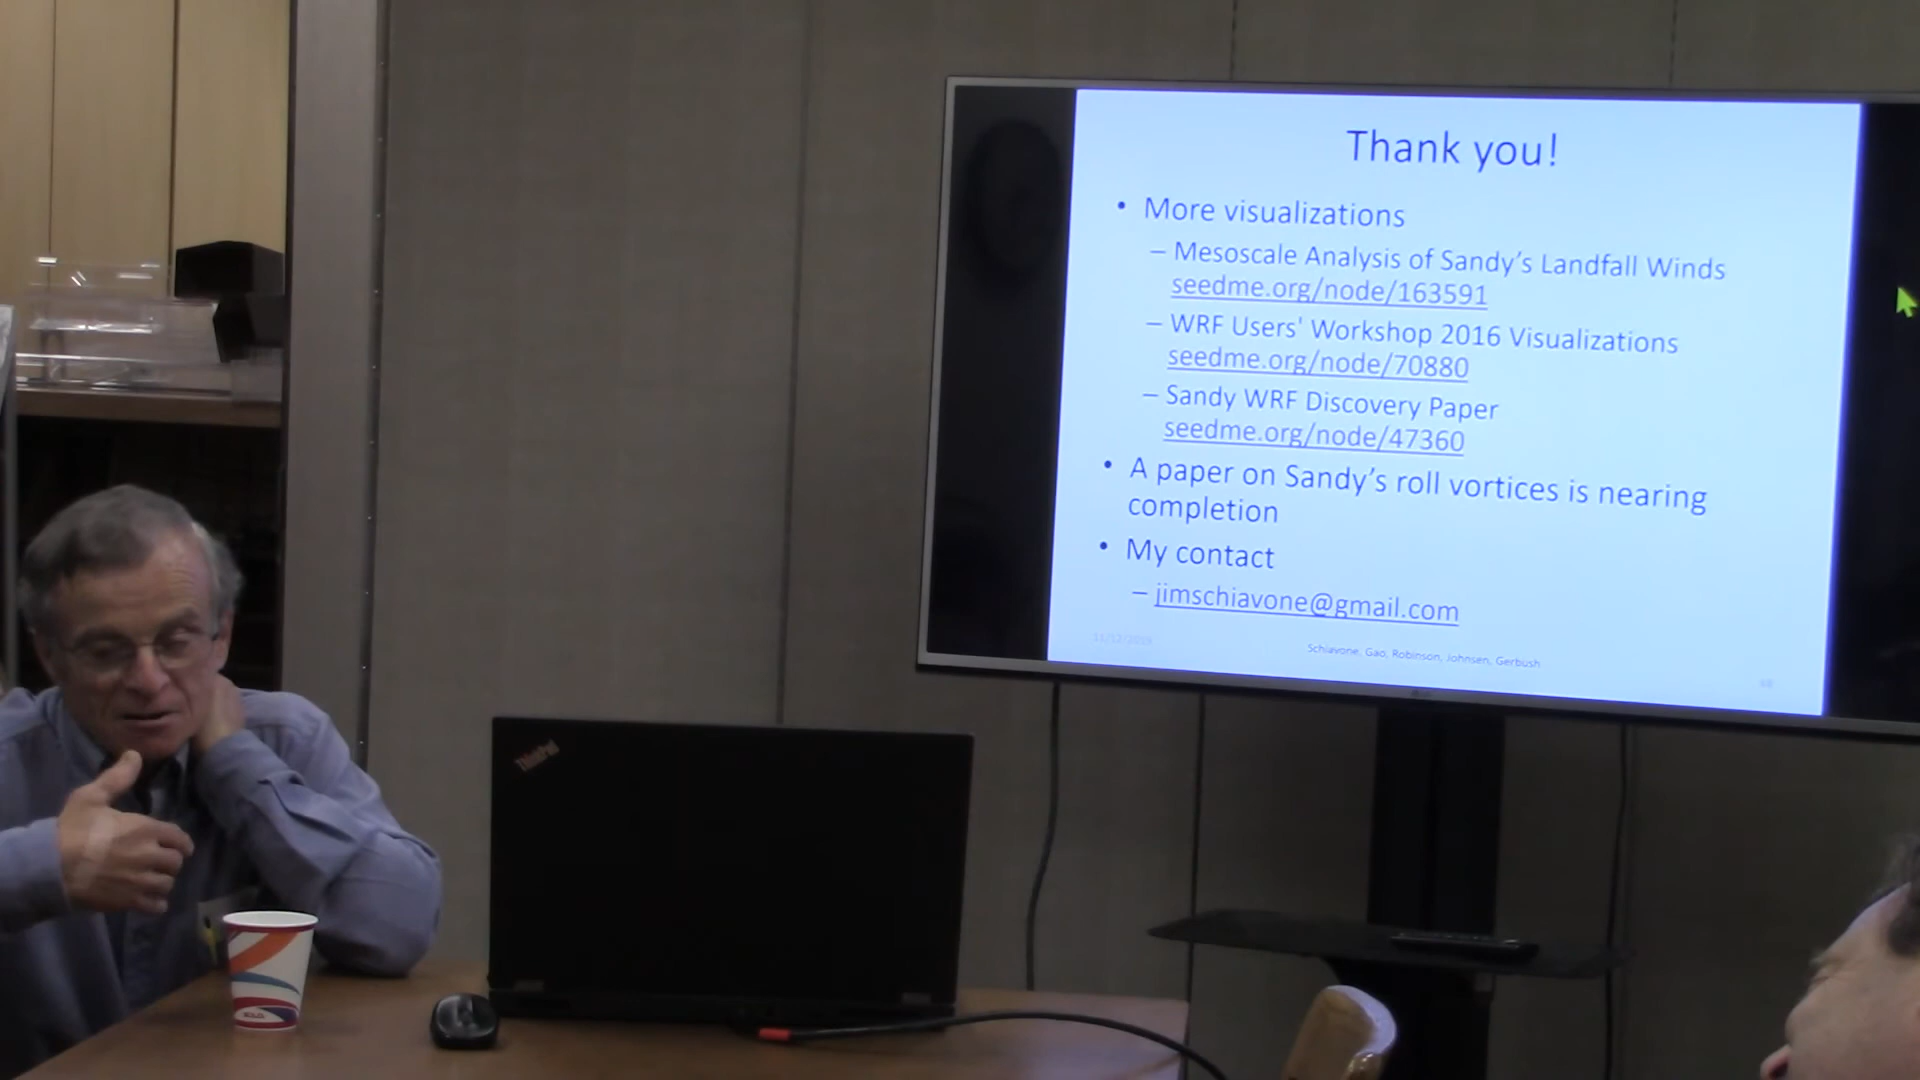 Thank you!
• More visualizations
– Mesoscale Analysis of Sandy's Landfall Winds
seedme.org/node/163591
– WRF Users' Workshop 2016 Visualizations
seedme.org/node/70880
– Sandy WRF Discovery Paper
seedme.org/node/47360
• A paper on Sandy's roll vortices is nearing
completion
• My contact
– jimschiavone@gmail.com
Schiavone, Gao, Robinson, Johnsen, Gerbush
ThinkPad
SOLO